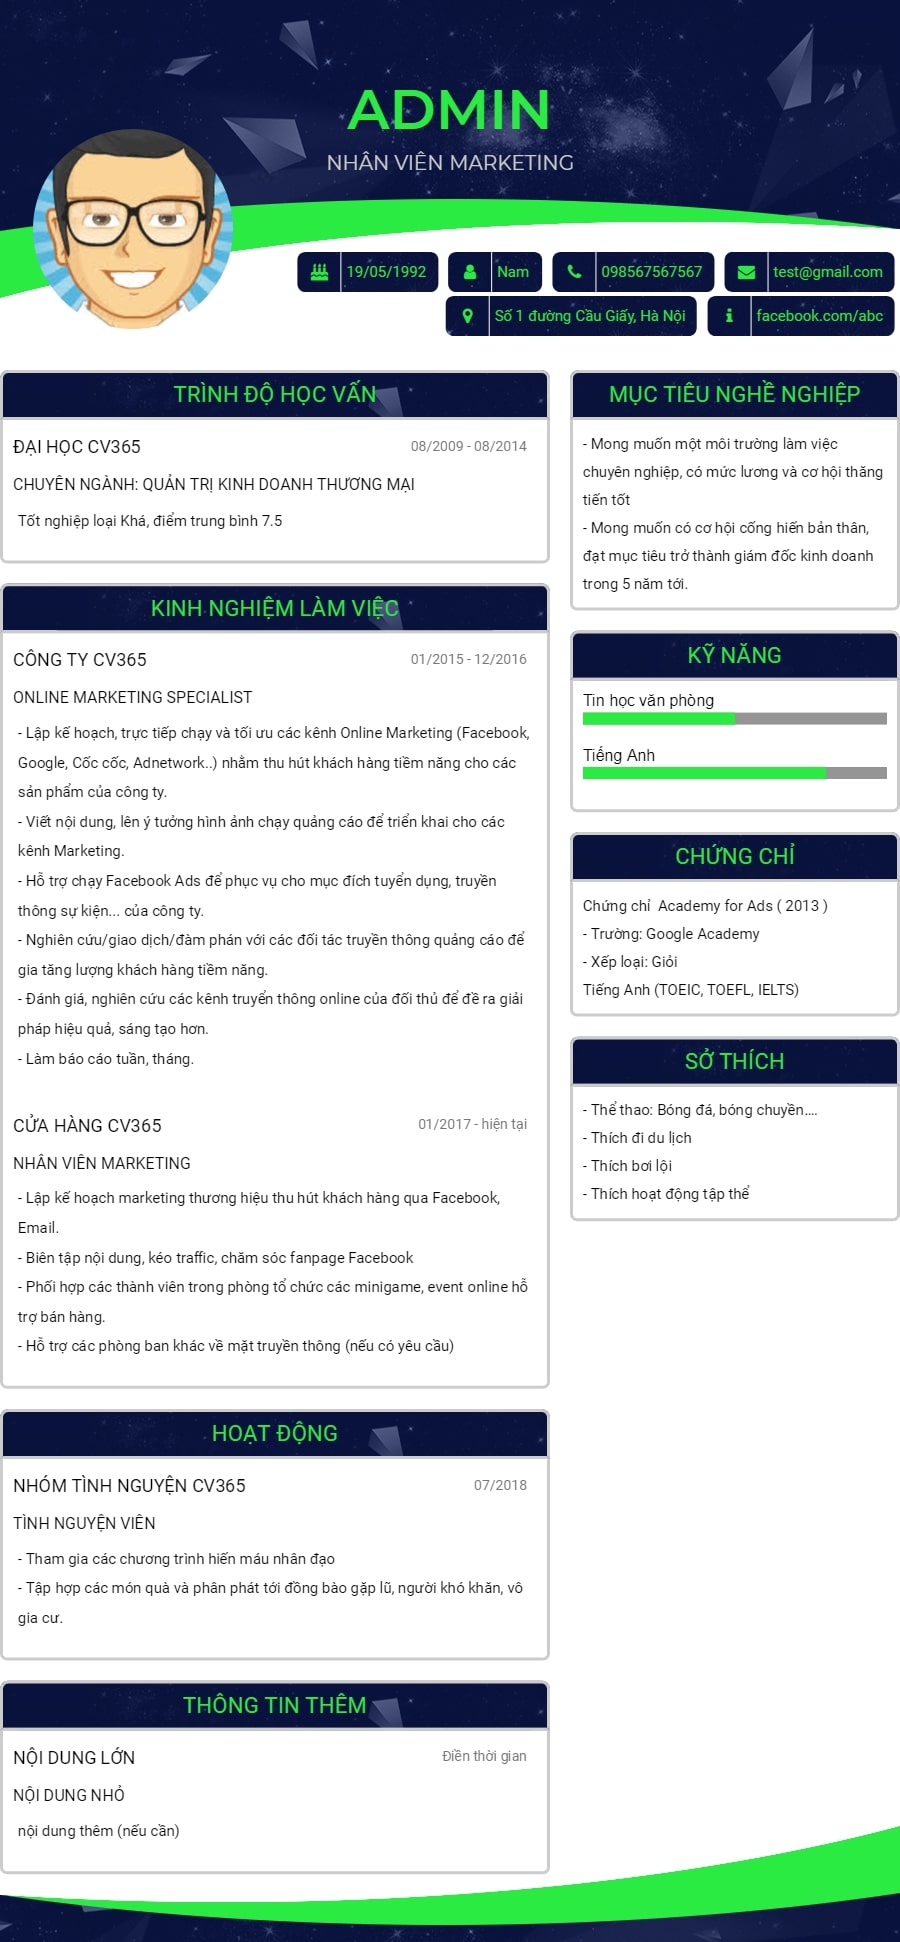 ADMIN
NHÂN VIÊN MARKETING
19/05/1992
Nam
098567567567
test@gmail.com
Số 1 đường Cầu Giấy, Hà Nội
facebook.com/abc
TRÌNH ĐỘ HỌC VẤN
ĐẠI HỌC CV365
08/2009 - 08/2014
CHUYÊN NGÀNH: QUẢN TRỊ KINH DOANH THƯƠNG MẠI
Tốt nghiệp loại Khá, điểm trung bình 7.5
KINH NGHIỆM LÀM VIỆC
CÔNG TY CV365
01/2015 - 12/2016
ONLINE MARKETING SPECIALIST
- Lập kế hoạch, trực tiếp chạy và tối ưu các kênh Online Marketing (Facebook,
Google, Cốc cốc, Adnetwork..) nhằm thu hút khách hàng tiềm năng cho các
sản phẩm của công ty.
- Viết nội dung, lên ý tưởng hình ảnh chạy quảng cáo để triển khai cho các
kênh Marketing.
- Hỗ trợ chạy Facebook Ads để phục vụ cho mục đích tuyển dụng, truyền
thông sự kiện... của công ty.
- Nghiên cứu/giao dịch/đàm phán với các đối tác truyền thông quảng cáo để
gia tăng lượng khách hàng tiềm năng.
- Đánh giá, nghiên cứu các kênh truyển thông online của đối thủ để đề ra giải
pháp hiệu quả, sáng tạo hơn.
- Làm báo cáo tuần, tháng.
CỬA HÀNG CV365
01/2017 - hiện tại
NHÂN VIÊN MARKETING
- Lập kế hoạch marketing thương hiệu thu hút khách hàng qua Facebook,
Email.
- Biên tập nội dung, kéo traffic, chăm sóc fanpage Facebook
- Phối hợp các thành viên trong phòng tổ chức các minigame, event online hỗ
trợ bán hàng.
- Hỗ trợ các phòng ban khác về mặt truyền thông (nếu có yêu cầu)
HOẠT ĐỘNG
NHÓM TÌNH NGUYỆN CV365
07/2018
TÌNH NGUYỆN VIÊN
- Tham gia các chương trình hiến máu nhân đạo
- Tập hợp các món quà và phân phát tới đồng bào gặp lũ, người khó khăn, vô
gia cư.
THÔNG TIN THÊM
NỘI DUNG LỚN
Điền thời gian
NỘI DUNG NHỎ
nội dung thêm (nếu cần)
MỤC TIÊU NGHỀ NGHIỆP
- Mong muốn một môi trường làm việc
chuyên nghiệp, có mức lương và cơ hội thăng
tiến tốt
- Mong muốn có cơ hội cống hiến bản thân,
đạt mục tiêu trở thành giám đốc kinh doanh
trong 5 năm tới.
KỸ NĂNG
Tin học văn phòng
Tiếng Anh
CHỨNG CHỈ
Chứng chỉ Academy for Ads ( 2013 )
- Trường: Google Academy
- Xếp loại: Giỏi
Tiếng Anh (TOEIC, TOEFL, IELTS)
SỞ THÍCH
- Thể thao: Bóng đá, bóng chuyền....
- Thích đi du lịch
- Thích bơi lội
- Thích hoạt động tập thể